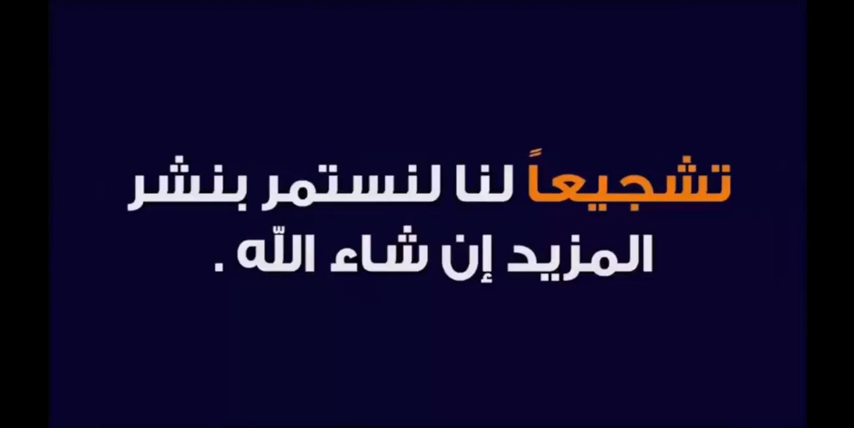 تشجيعاً لنا لنستمر بنشر
المزيد إن شاء الله .